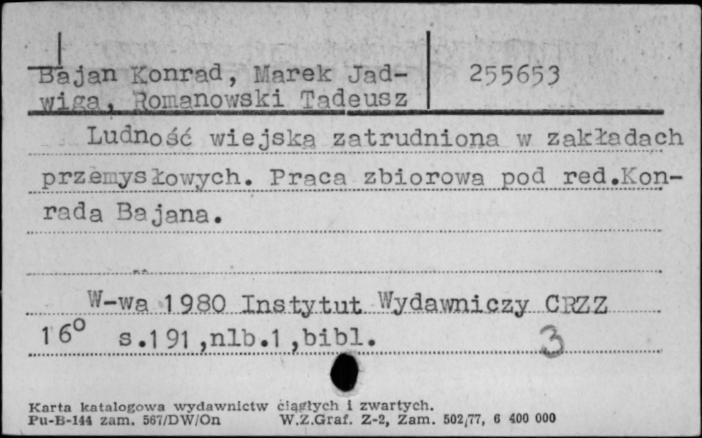 Bajan Konrad, Marek Jad- 255653
wiga, Romanowski Tadeusz
Ludność wiejska zatrudniona w zakładach
przemysłowych. Praca zbiorowa pod red.Kon-
rada Bajana.
W-wa 1980 Instytut Wydawniczy CRZZ
16° s.191,nlb.1,bibl. 3
Karta katalogowa wydawnictw ciągłych i zwartych.
Pu-B-144 zam. 567/DW/On W.Z.Graf. Z-2, Zam. 502/77, 6 400 000